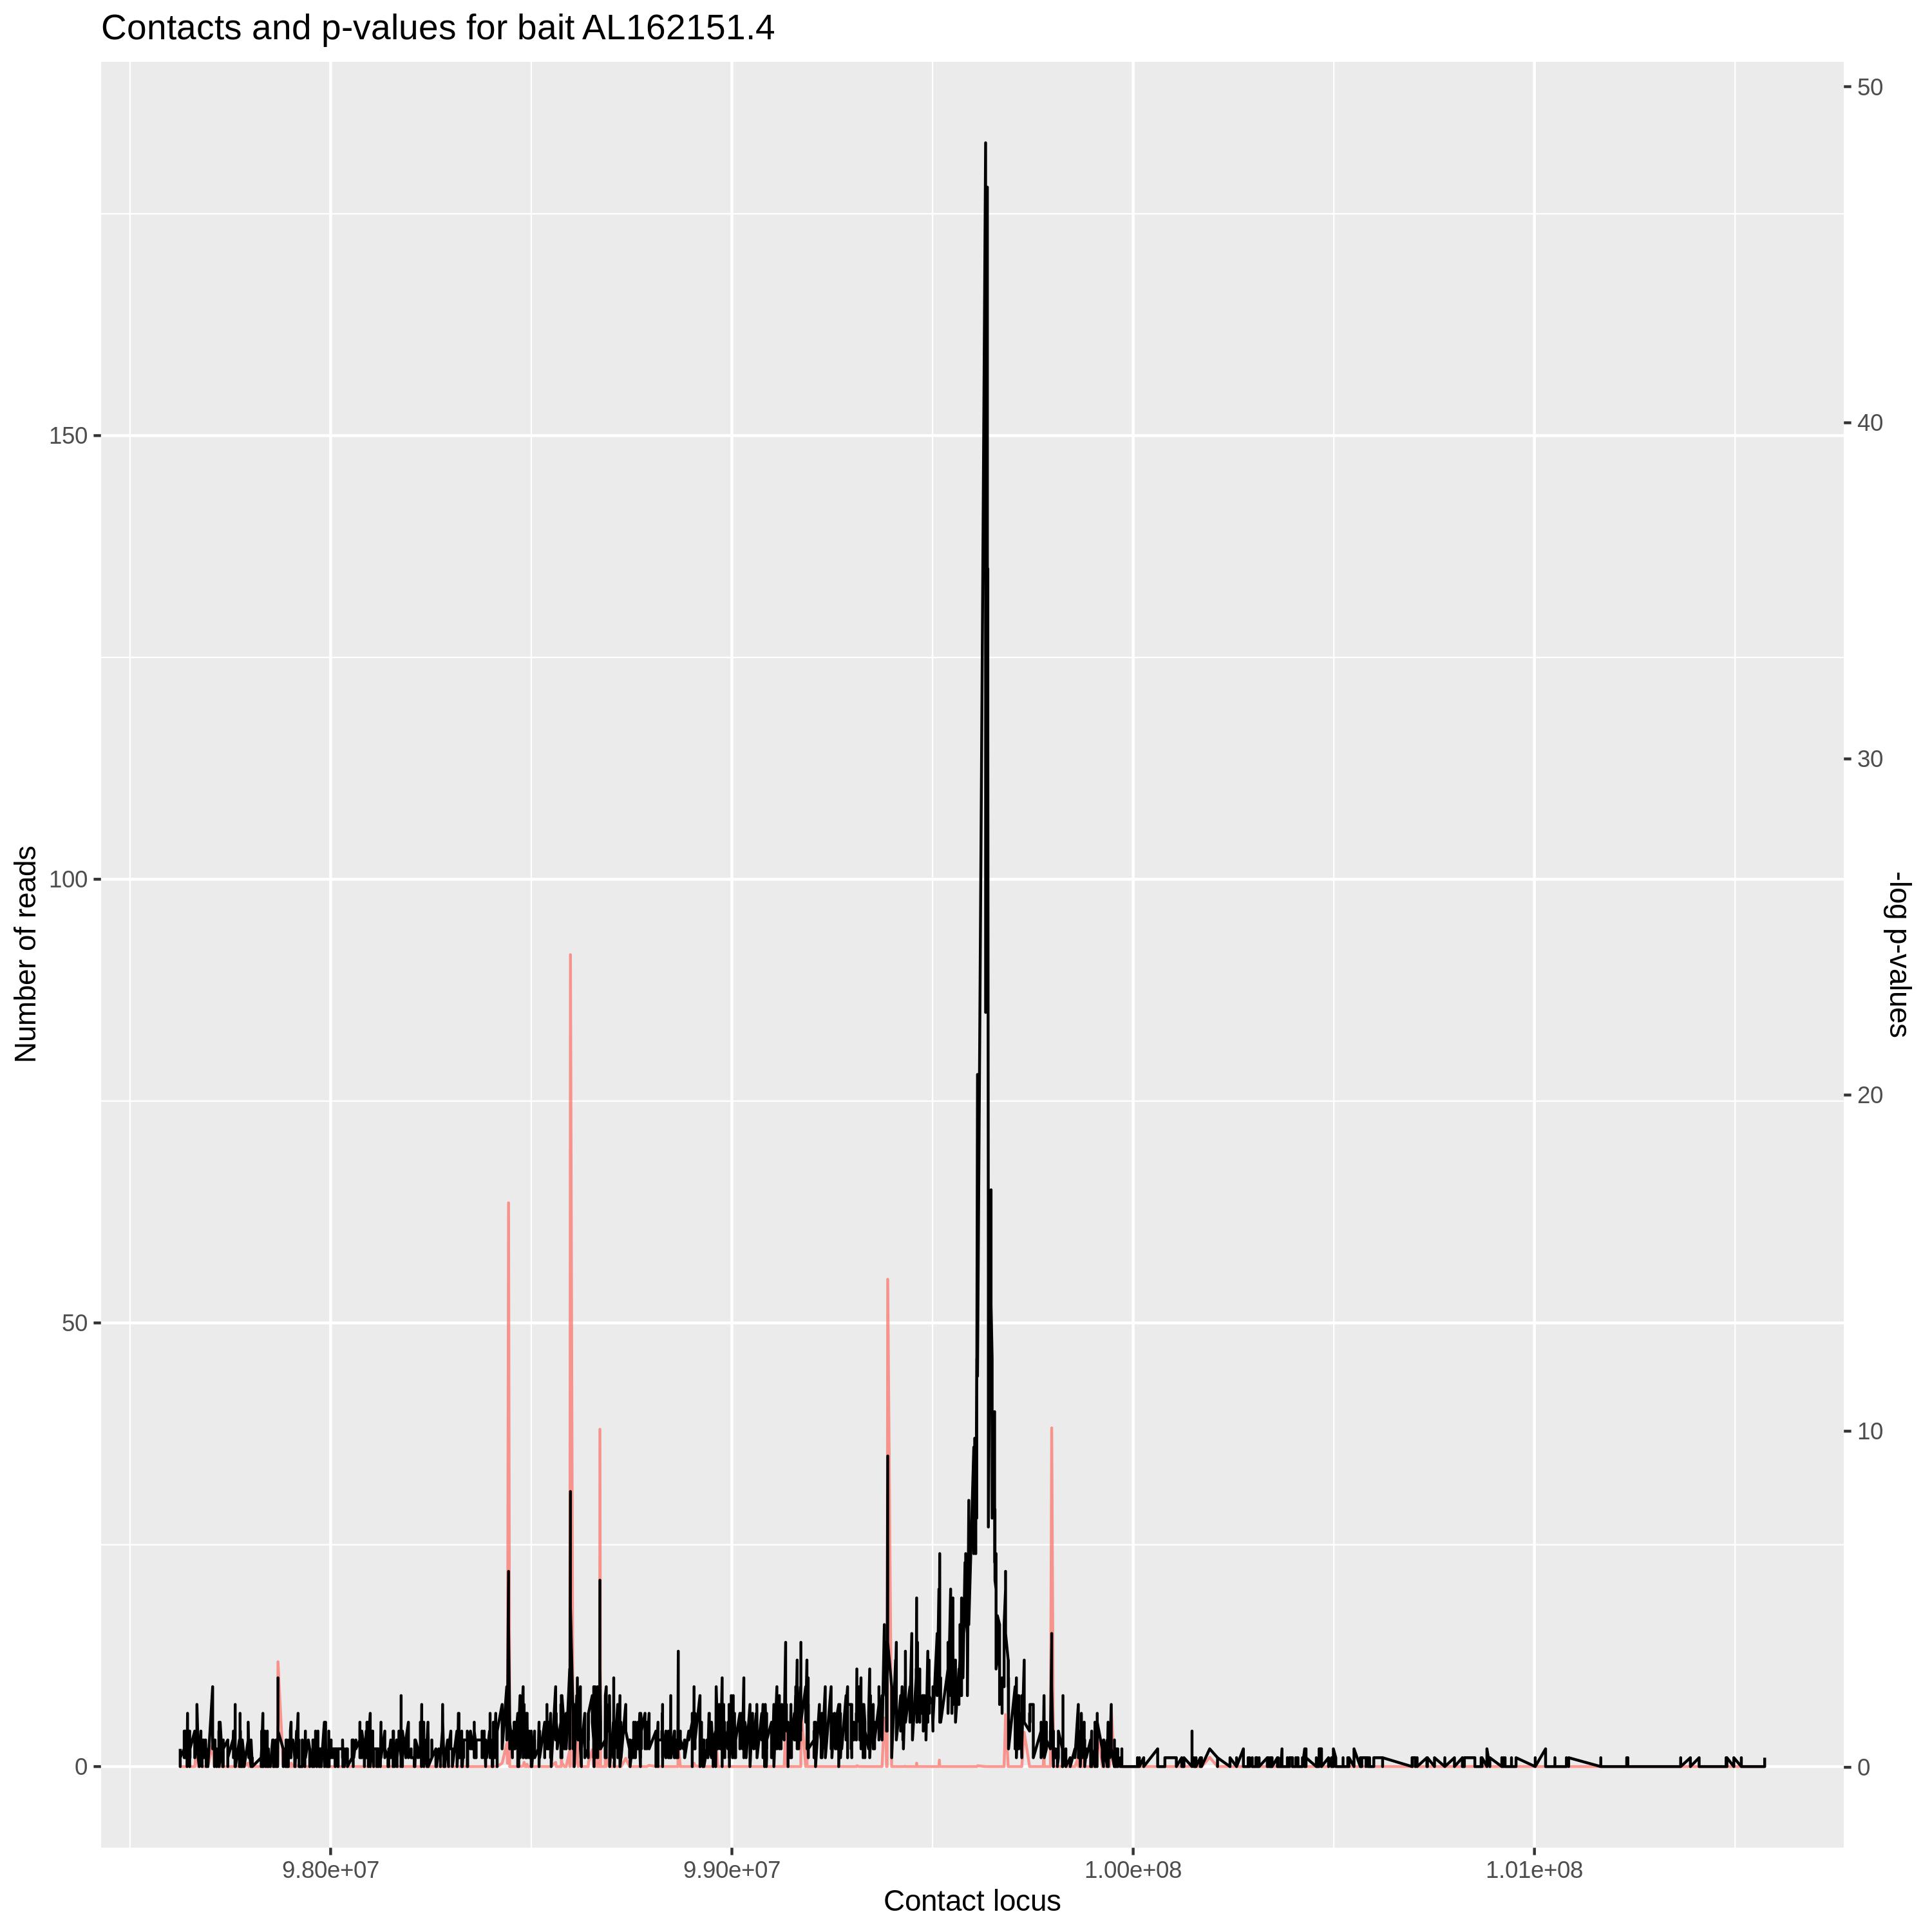 Contacts and p-values for bait AL162151.4
Number of reads
150
100
50
0
50
40
30
20
10
0
-log p-values
9.80e+07
9.90e+07
1.00e+08
1.01e+08
Contact locus